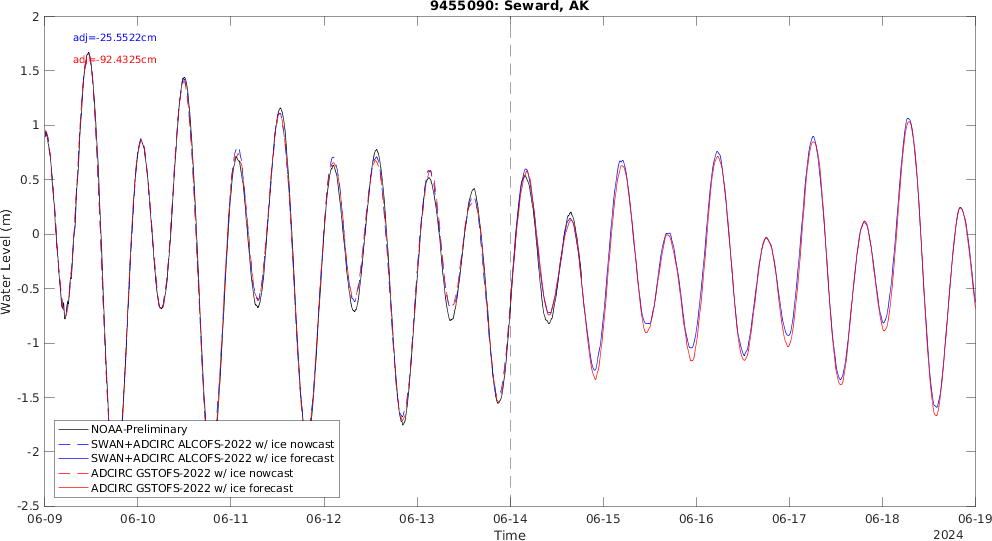 9455090: Seward, AK
adj=-25.5522cm
adj=-92.4325cm
2
1.5
1
0.5
0
-0.5
-1
-1.5
-2
-2.5
Water Level (m)
NOAA-Preliminary
SWAN+ADCIRC ALCOFS-2022 w/ ice nowcast
SWAN+ADCIRC ALCOFS-2022 w/ ice forecast
ADCIRC GSTOFS-2022 w/ ice nowcast
ADCIRC GSTOFS-2022 w/ ice forecast
06-09 06-10 06-11 06-12 06-13 06-14 06-15 06-16 06-17 06-18 06-19
Time
2024